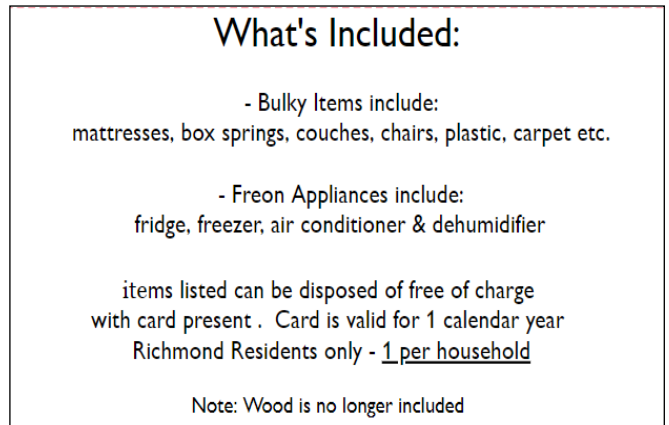 What's Included:
- Bulky Items include:
mattresses, box springs, couches, chairs, plastic, carpet etc.
- Freon Appliances include:
fridge, freezer, air conditioner & dehumidifier
items listed can be disposed of free of charge
with card present . Card is valid for 1 calendar year
Richmond Residents only - 1 per household
Note: Wood is no longer included